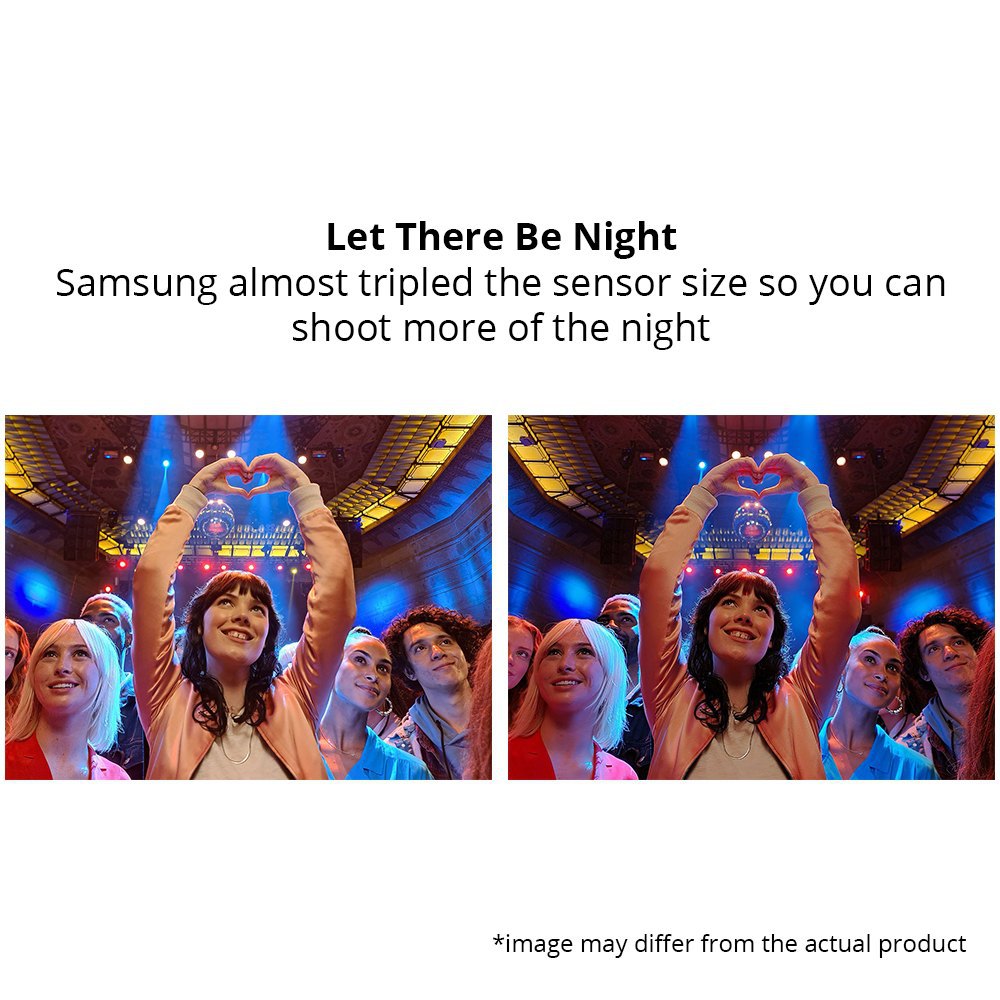 Let There Be Night
Samsung almost tripled the sensor size so you can
shoot more of the night
*image may differ from the actual product